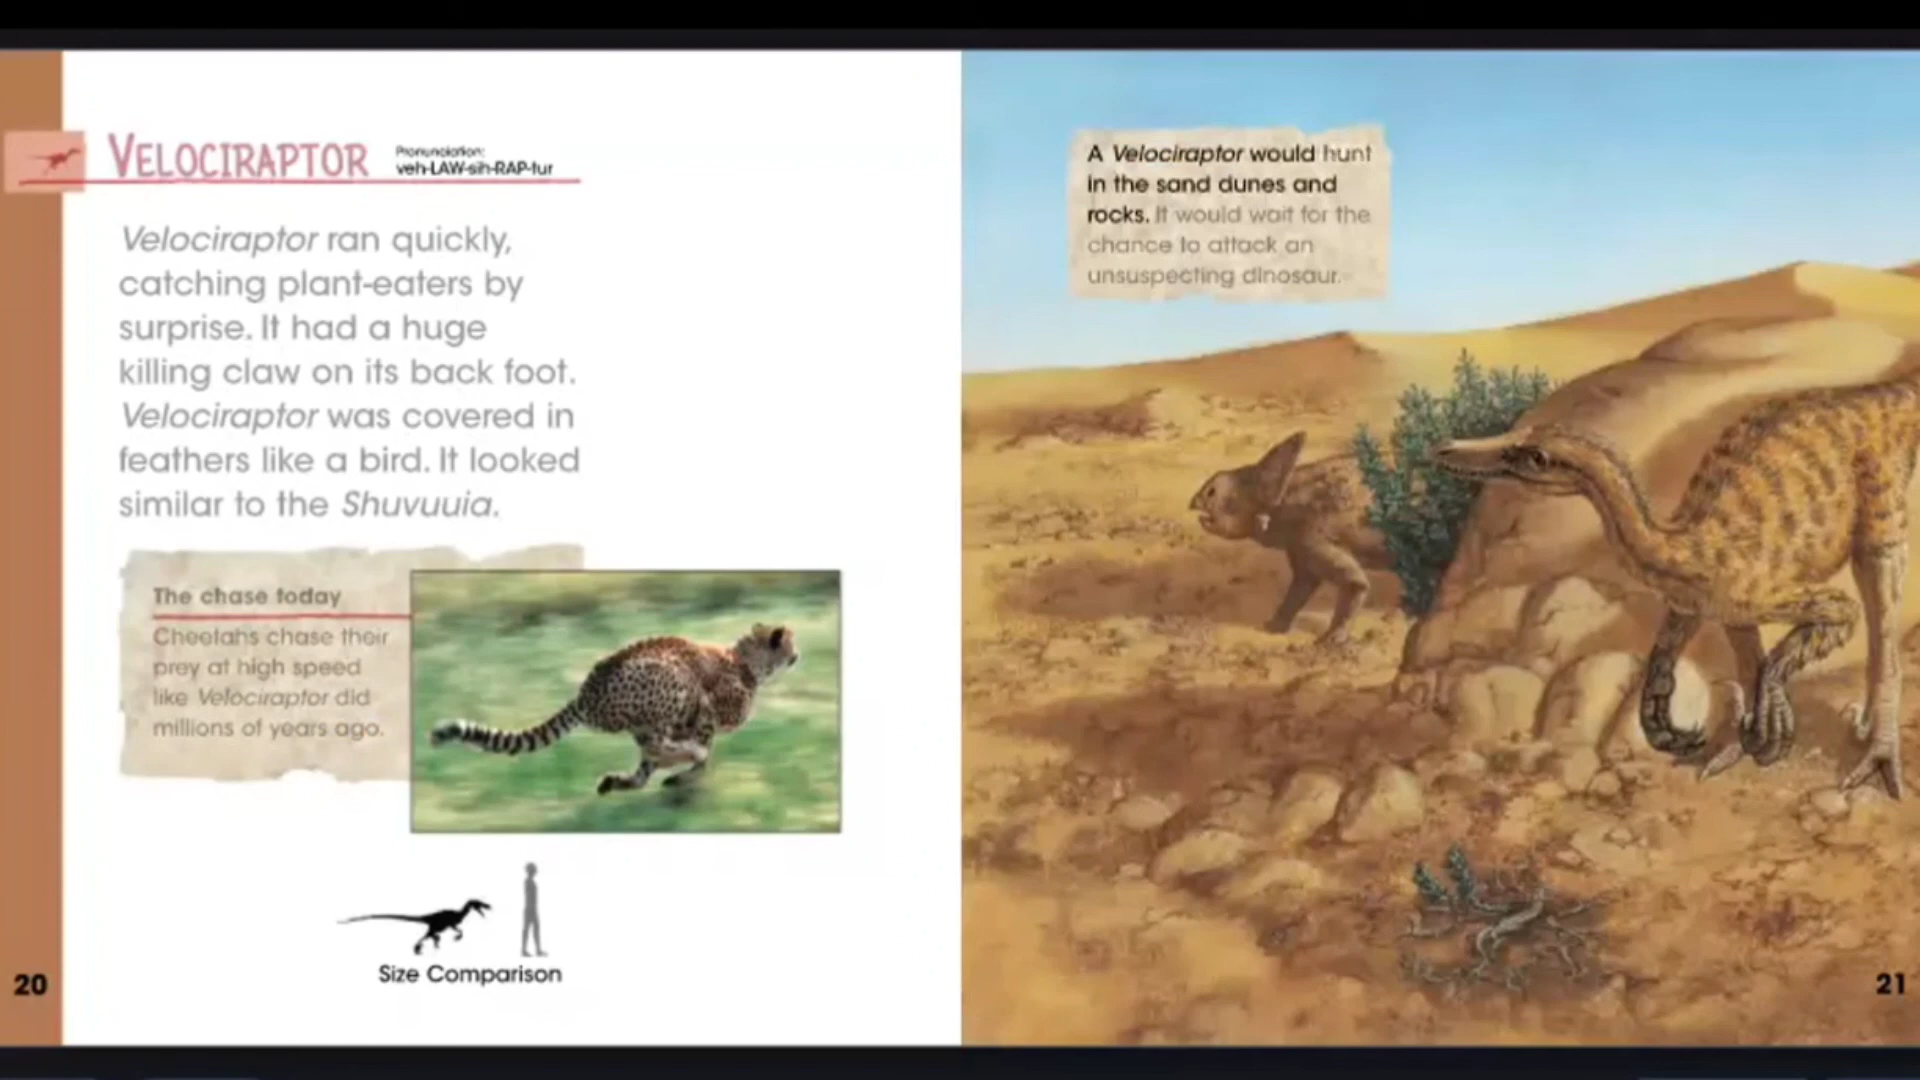 VELOCIRAPTOR
Pronunciation:
veh-LAW-sih-RAP-tur
Velociraptor ran quickly,
catching plant-eaters by
surprise. It had a huge
killing claw on its back foot.
Velociraptor was covered in
feathers like a bird. It looked
similar to the Shuvuuia.
The chase today
Cheetahs chase their
prey at high speed
like Velociraptor did
millions of years ago.
Size Comparison
20
A Velociraptor would hunt
in the sand dunes and
rocks. It would wait for the
chance to attack an
unsuspecting dinosaur.
21